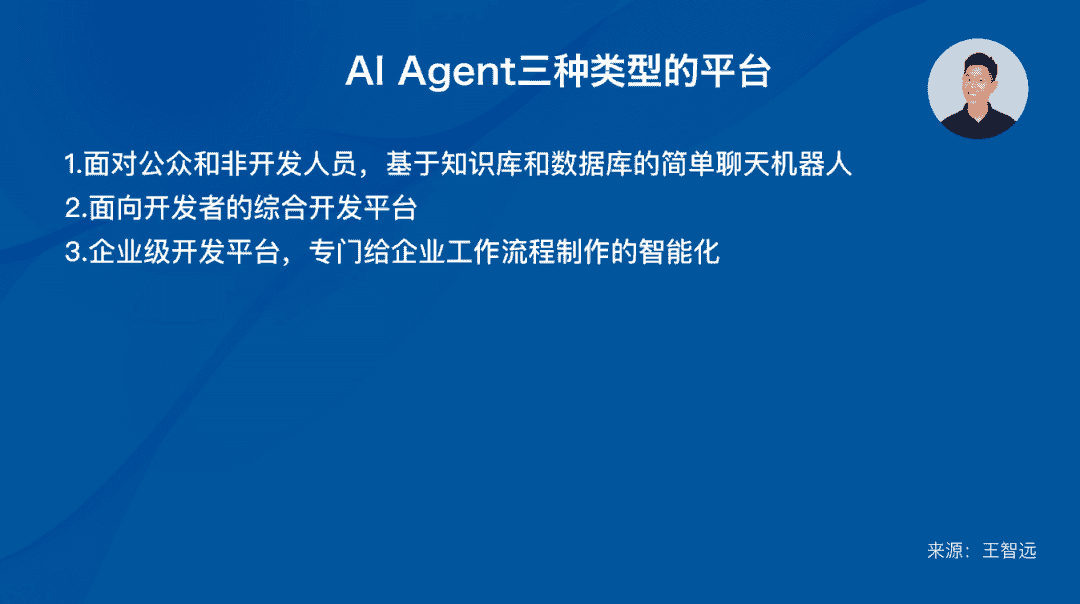 AI Agent三种类型的平台
1.面对公众和非开发人员，基于知识库和数据库的简单聊天机器人
2.面向开发者的综合开发平台
3.企业级开发平台，专门给企业工作流程制作的智能化
来源：王智远